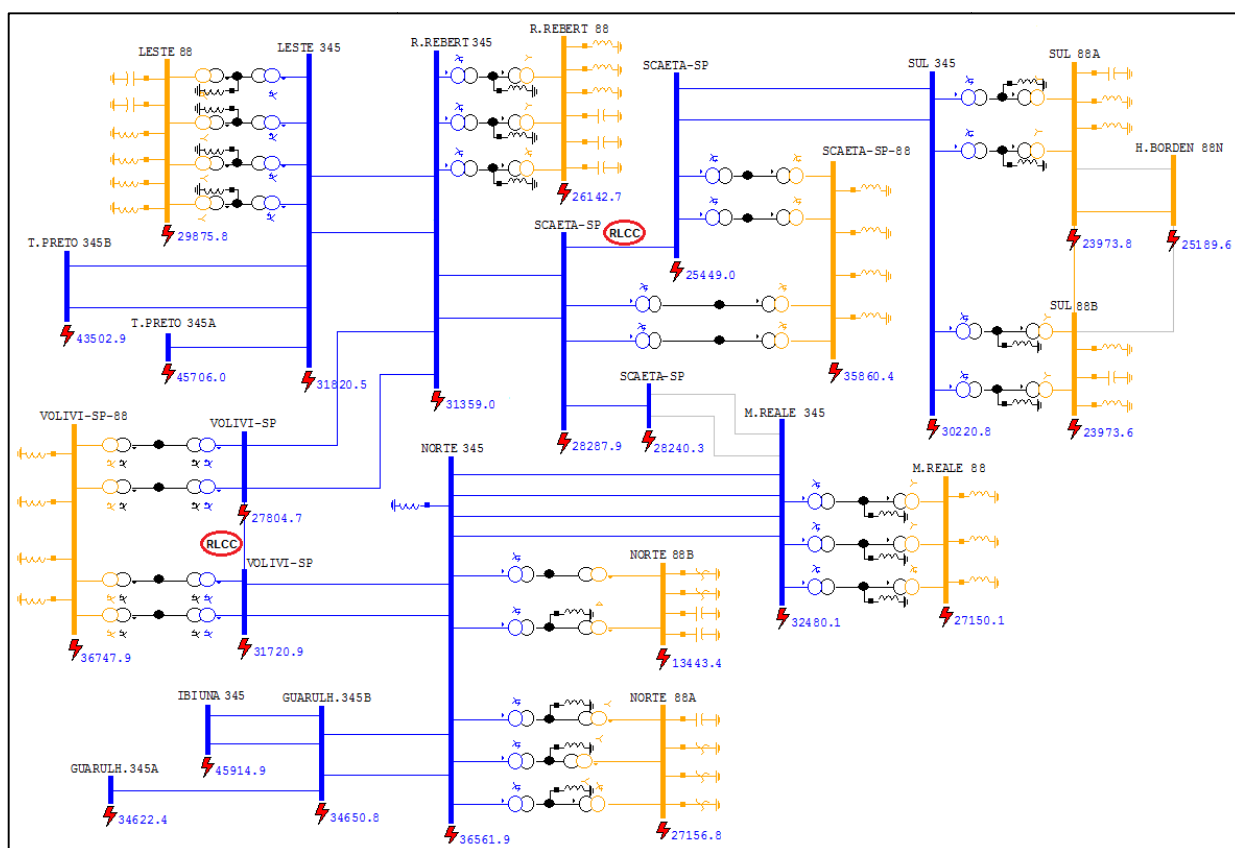 LESTE 88
29875.8
LESTE 345
31820.5
R.REBERT 345
31359.0
R.REBERT 88
26142.7
SCAETA-SP
25449.0
SUL 345
30220.8
SUL 88A
23973.8
H.BORDEN 88N
25189.6
SCAETA-SP-88
35860.4
SCAETA-SP
28287.9
RLCC
T.PRETO 345B
43502.9
T.PRETO 345A
45706.0
SUL 88B
23973.6
SCAETA-SP
28240.3
M.REALE 345
32480.1
M.REALE 88
27150.1
VOLIVI-SP-88
36747.9
VOLIVI-SP
27804.7
RLCC
VOLIVI-SP
31720.9
NORTE 345
36561.9
NORTE 88B
13443.4
NORTE 88A
27156.8
IBIUNA 345
45914.9
GUARULH.345B
34650.8
GUARULH.345A
34622.4